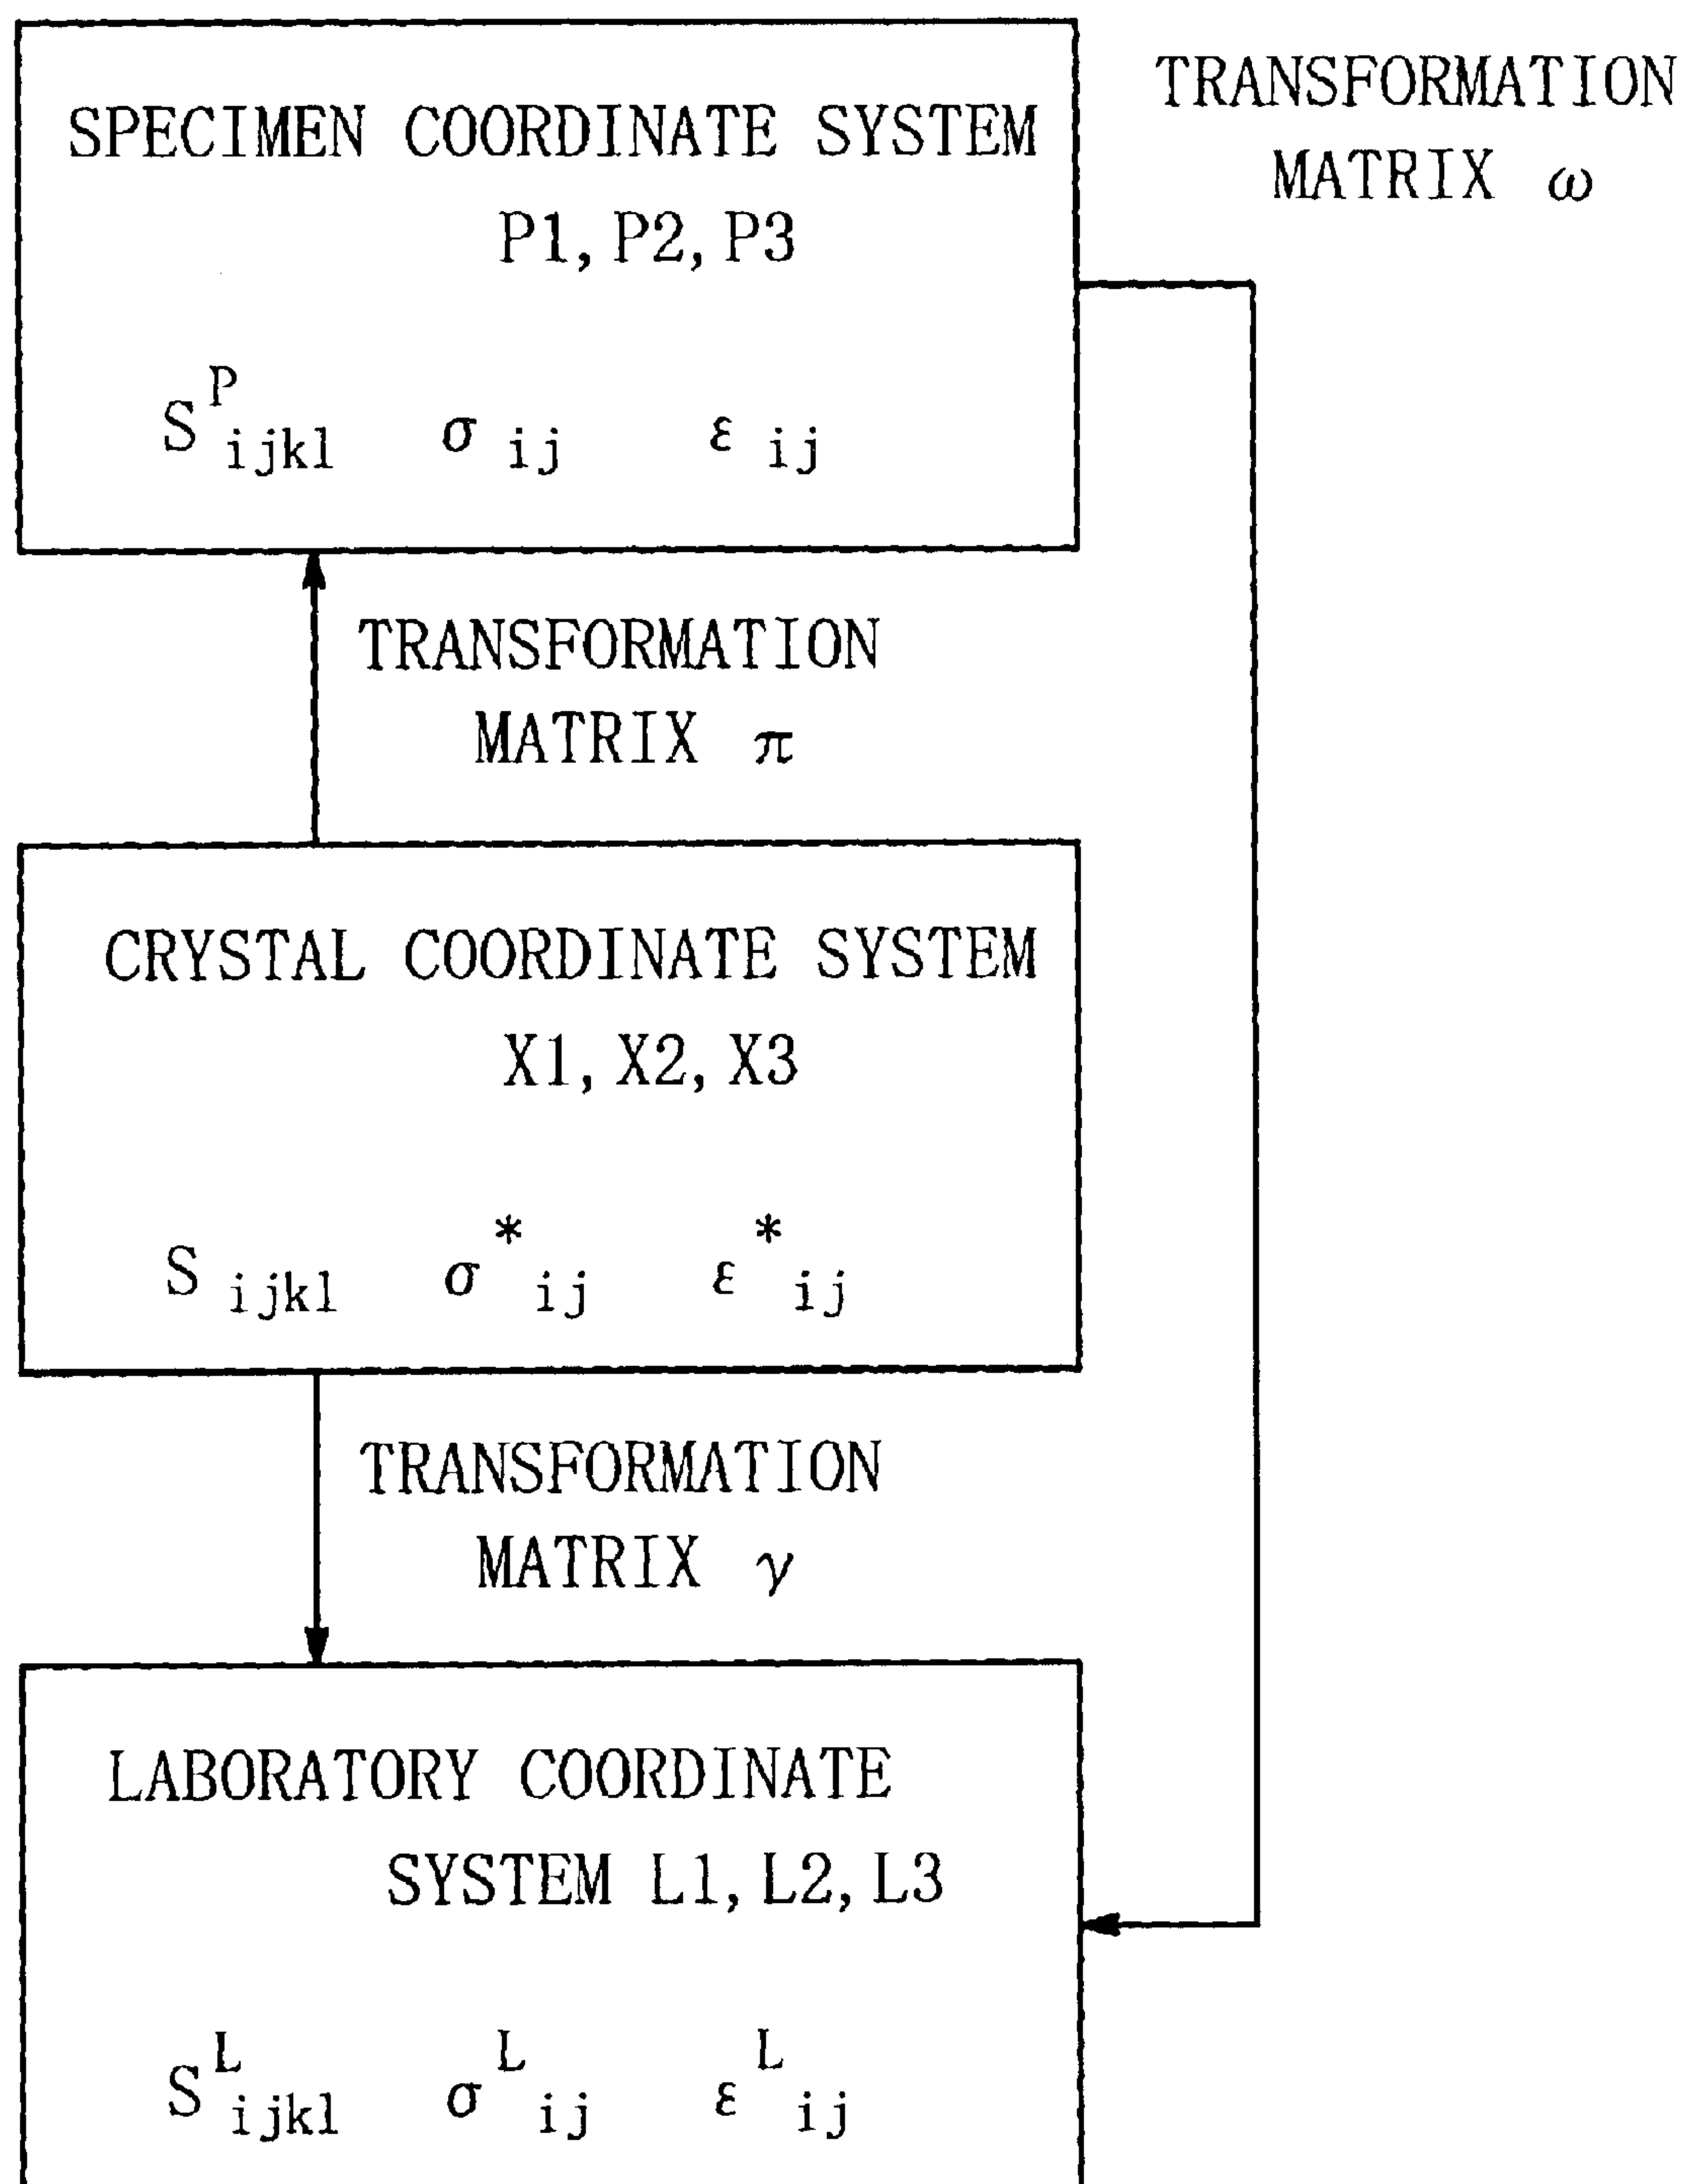 SPECIMEN COORDINATE SYSTEM
P1, P2, P3
S^P_ijkl σ_ij ε_ij
TRANSFORMATION
MATRIX ω
TRANSFORMATION
MATRIX π
CRYSTAL COORDINATE SYSTEM
X1, X2, X3
S_ijkl σ^*_ij ε^*_ij
TRANSFORMATION
MATRIX γ
LABORATORY COORDINATE
SYSTEM L1, L2, L3
S^L_ijkl σ^L_ij ε^L_ij